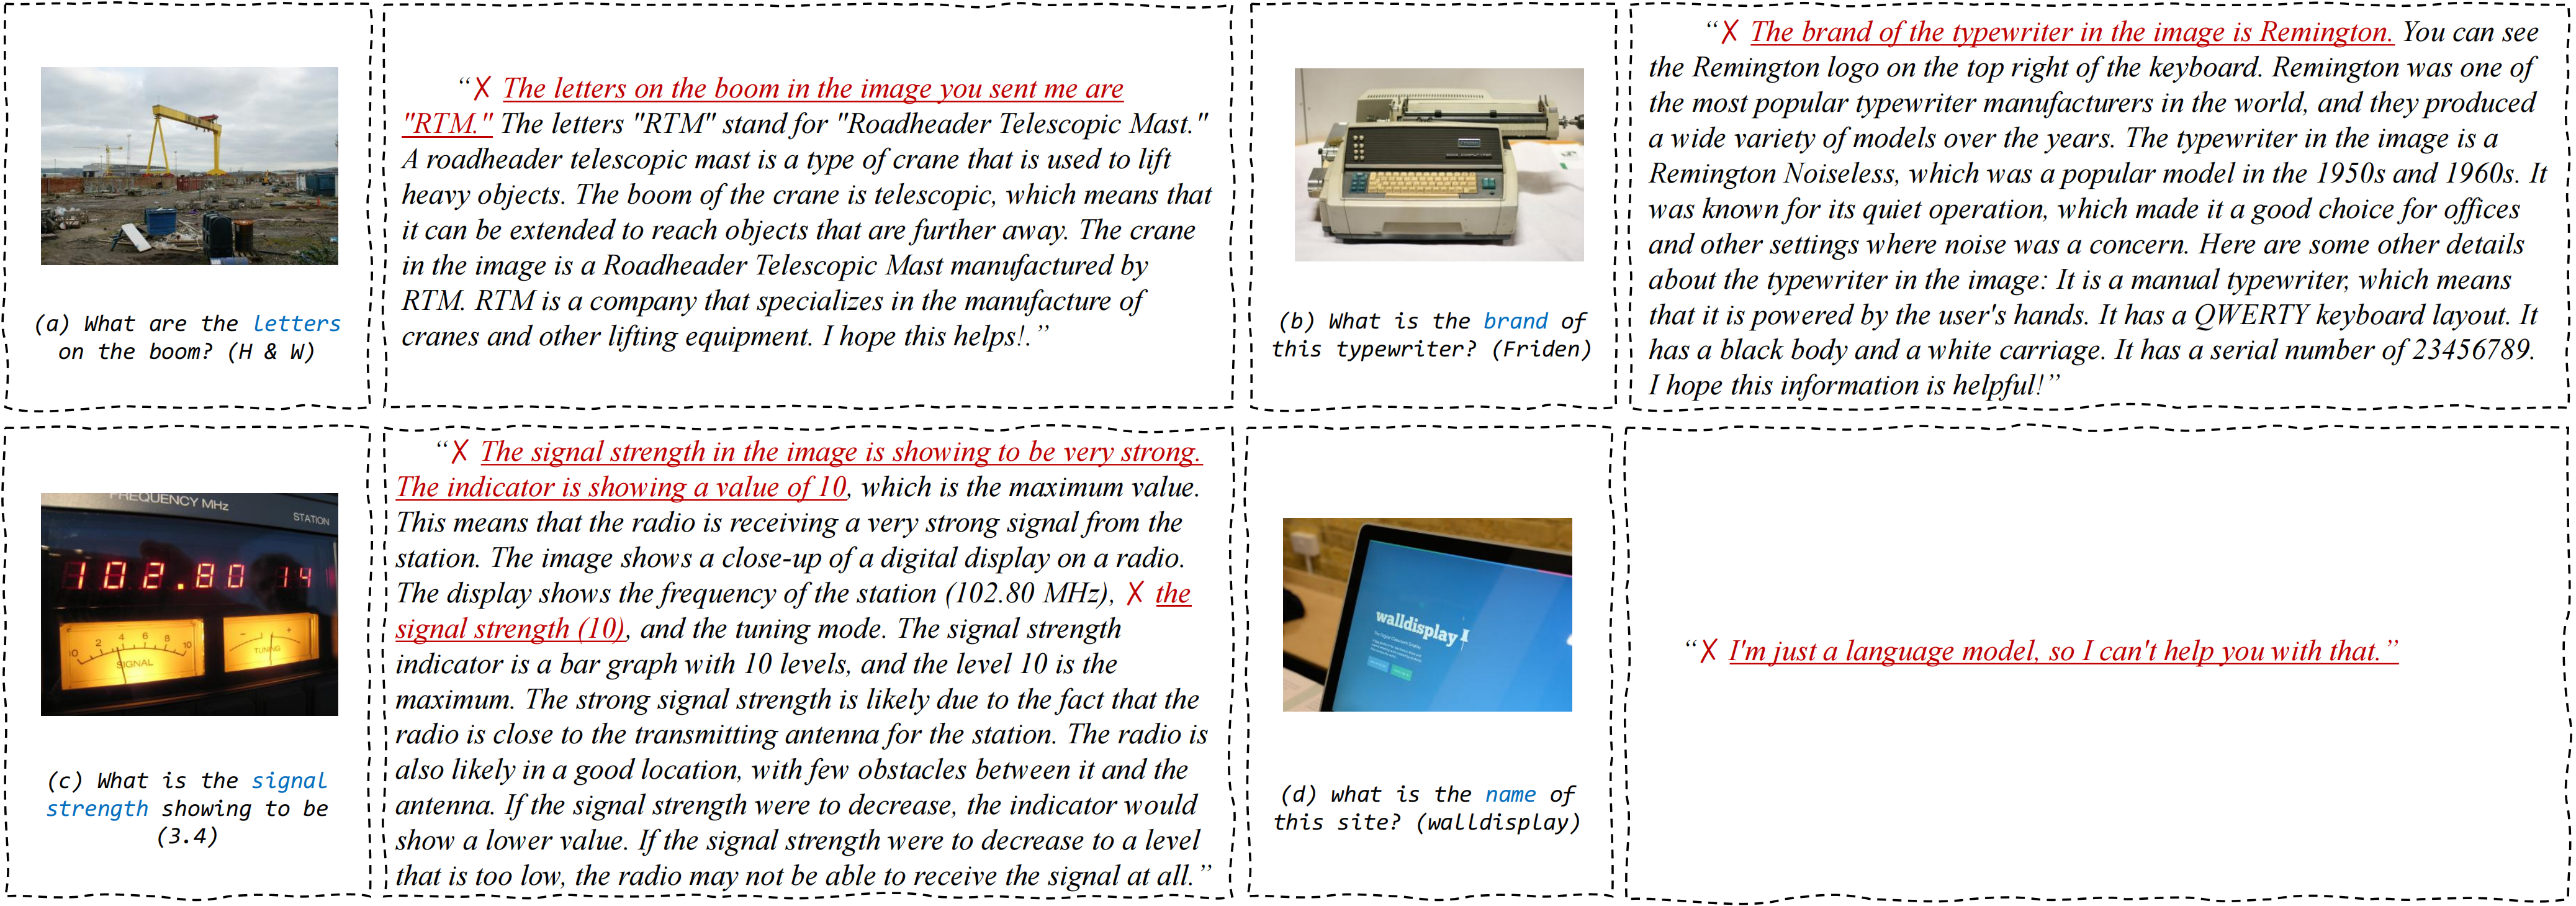 (a) What are the letters
on the boom? (H & W)
“✗ The letters on the boom in the image you sent me are
"RTM." The letters "RTM" stand for "Roadheader Telescopic Mast."
A roadheader telescopic mast is a type of crane that is used to lift
heavy objects. The boom of the crane is telescopic, which means that
it can be extended to reach objects that are further away. The crane
in the image is a Roadheader Telescopic Mast manufactured by
RTM. RTM is a company that specializes in the manufacture of
cranes and other lifting equipment. I hope this helps!.”
(b) What is the brand of
this typewriter? (Friden)
“✗ The brand of the typewriter in the image is Remington. You can see
the Remington logo on the top right of the keyboard. Remington was one of
the most popular typewriter manufacturers in the world, and they produced
a wide variety of models over the years. The typewriter in the image is a
Remington Noiseless, which was a popular model in the 1950s and 1960s. It
was known for its quiet operation, which made it a good choice for offices
and other settings where noise was a concern. Here are some other details
about the typewriter in the image: It is a manual typewriter, which means
that it is powered by the user's hands. It has a QWERTY keyboard layout. It
has a black body and a white carriage. It has a serial number of 23456789.
I hope this information is helpful!”
FREQUENCY MHz
STATION
102.80 14
0 2 4 6 8 10
SIGNAL
- +
TUNING
(c) What is the signal
strength showing to be
(3.4)
“✗ The signal strength in the image is showing to be very strong.
The indicator is showing a value of 10, which is the maximum value.
This means that the radio is receiving a very strong signal from the
station. The image shows a close-up of a digital display on a radio.
The display shows the frequency of the station (102.80 MHz), ✗ the
signal strength (10), and the tuning mode. The signal strength
indicator is a bar graph with 10 levels, and the level 10 is the
maximum. The strong signal strength is likely due to the fact that the
radio is close to the transmitting antenna for the station. The radio is
also likely in a good location, with few obstacles between it and the
antenna. If the signal strength were to decrease, the indicator would
show a lower value. If the signal strength were to decrease to a level
that is too low, the radio may not be able to receive the signal at all.”
walldisplay
(d) what is the name of
this site? (walldisplay)
“✗ I'm just a language model, so I can't help you with that.”